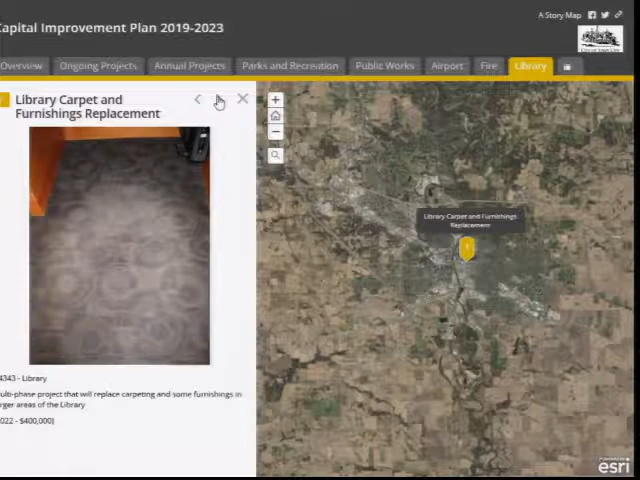 Capital Improvement Plan 2019-2023
A Story Map
Overview
Ongoing Projects
Annual Projects
Parks and Recreation
Public Works
Airport
Fire
Library
Library Carpet and
Furnishings Replacement
Library Carpet and Furnishings
Replacement
1
4343 - Library
ulti-phase project that will replace carpeting and some furnishings in
rger areas of the Library
2022 - $400,000)
esri